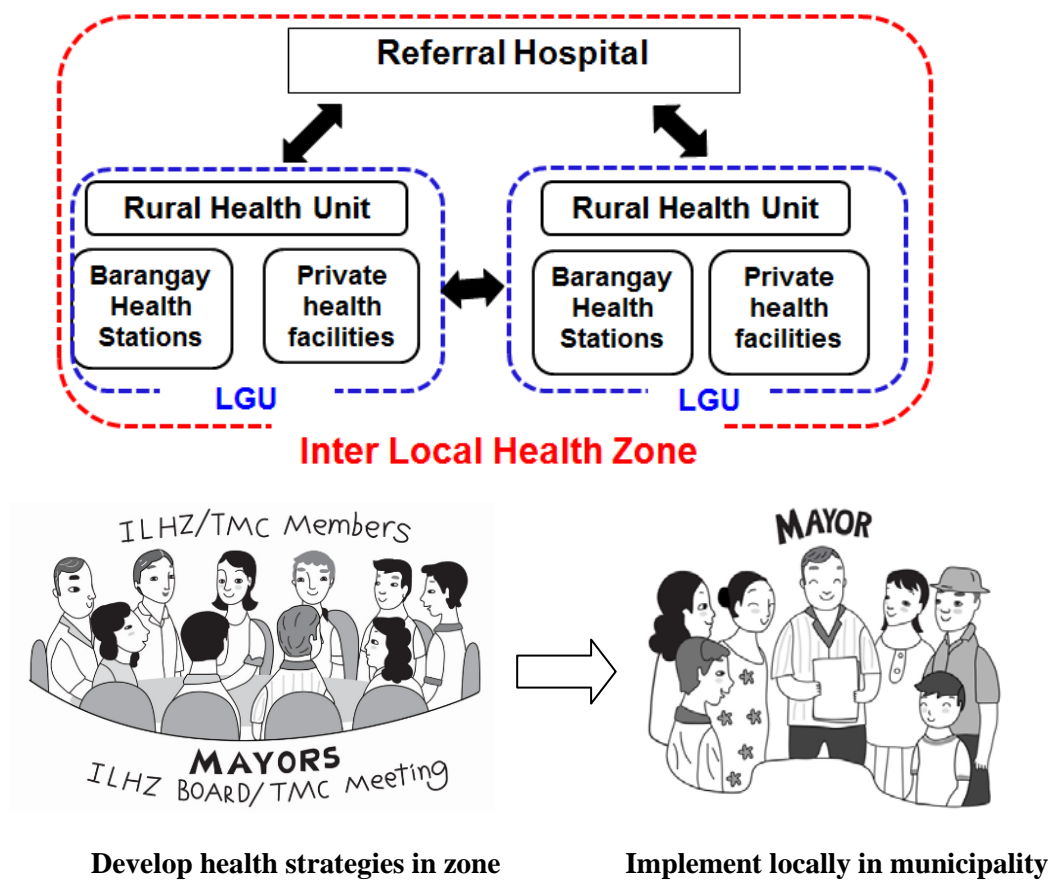 Referral Hospital
Rural Health Unit
Barangay
Health
Stations
Private
health
facilities
LGU
Rural Health Unit
Barangay
Health
Stations
Private
health
facilities
LGU
Inter Local Health Zone
ILHZ/TMC Members
MAYORS
ILHZ BOARD/TMC Meeting
MAYOR
Develop health strategies in zone
Implement locally in municipality